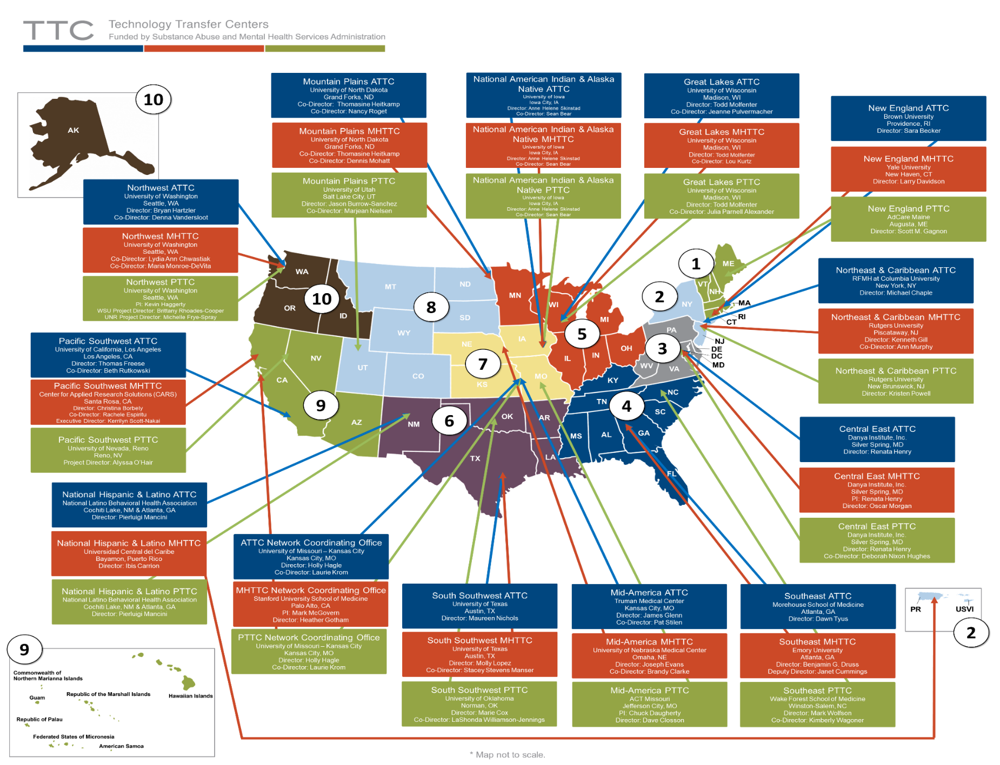 TTC
Technology Transfer Centers
Funded by Substance Abuse and Mental Health Services Administration
10
AK
Northwest ATTC
University of Washington
Seattle, WA
Director: Bryan Hartzler
Co-Director: Denna Vandersloot
Northwest MHTTC
University of Washington
Seattle, WA
Co-Director: Lydia Ann Chwastiak
Co-Director: Maria Monroe-DeVita
Northwest PTTC
University of Washington
Seattle, WA
PI: Kevin Haggerty
WSU Project Director: Brittany Rhoades-Cooper
UNR Project Director: Michelle Frye-Spray
Mountain Plains ATTC
University of North Dakota
Grand Forks, ND
Co-Director: Thomasine Heitkamp
Co-Director: Nancy Roget
Mountain Plains MHTTC
University of North Dakota
Grand Forks, ND
Co-Director: Thomasine Heitkamp
Co-Director: Dennis Mohatt
Mountain Plains PTTC
University of Utah
Salt Lake City, UT
Director: Jason Burrow-Sanchez
Co-Director: Marjean Nielsen
National American Indian & Alaska
Native ATTC
University of Iowa
Iowa City, IA
Director: Anne Helene Skinstad
Co-Director: Sean Bear
National American Indian & Alaska
Native MHTTC
University of Iowa
Iowa City, IA
Director: Anne Helene Skinstad
Co-Director: Sean Bear
National American Indian & Alaska
Native PTTC
University of Iowa
Iowa City, IA
Director: Anne Helene Skinstad
Co-Director: Sean Bear
Great Lakes ATTC
University of Wisconsin
Madison, WI
Director: Todd Molfenter
Co-Director: Jeanne Pulvermacher
Great Lakes MHTTC
University of Wisconsin
Madison, WI
Director: Todd Molfenter
Co-Director: Lou Kurtz
Great Lakes PTTC
University of Wisconsin
Madison, WI
Director: Todd Molfenter
Co-Director: Julia Parnell Alexander
New England ATTC
Brown University
Providence, RI
Director: Sara Becker
New England MHTTC
Yale University
New Haven, CT
Director: Larry Davidson
New England PTTC
AdCare Maine
Augusta, ME
Director: Scott M. Gagnon
Northeast & Caribbean ATTC
RFMH at Columbia University
New York, NY
Director: Michael Chaple
Northeast & Caribbean MHTTC
Rutgers University
Piscataway, NJ
Director: Kenneth Gill
Co-Director: Ann Murphy
Northeast & Caribbean PTTC
Rutgers University
New Brunswick, NJ
Director: Kristen Powell
Central East ATTC
Danya Institute, Inc.
Silver Spring, MD
Director: Renata Henry
Central East MHTTC
Danya Institute, Inc.
Silver Spring, MD
PI: Renata Henry
Director: Oscar Morgan
Central East PTTC
Danya Institute, Inc.
Silver Spring, MD
Director: Renata Henry
Co-Director: Deborah Nixon Hughes
WA
OR
ID
10
MT
ND
SD
WY
UT
CO
8
MN
WI
MI
IL
IN
OH
5
1
ME
VT
NH
MA
RI
CT
2
NY
NJ
PA
3
DE
DC
MD
WV
VA
NE
IA
7
KS
MO
CA
NV
AZ
9
NM
6
OK
AR
TX
LA
KY
TN
4
NC
SC
MS
AL
GA
FL
Pacific Southwest ATTC
University of California, Los Angeles
Los Angeles, CA
Director: Thomas Freese
Co-Director: Beth Rutkowski
Pacific Southwest MHTTC
Center for Applied Research Solutions (CARS)
Santa Rosa, CA
Director: Christina Borbely
Co-Director: Rachele Espiritu
Executive Director: Kerrilyn Scott-Nakai
Pacific Southwest PTTC
University of Nevada, Reno
Reno, NV
Project Director: Alyssa O'Hair
National Hispanic & Latino ATTC
National Latino Behavioral Health Association
Cochiti Lake, NM & Atlanta, GA
Director: Pierluigi Mancini
National Hispanic & Latino MHTTC
Universidad Central del Caribe
Bayamon, Puerto Rico
Director: Ibis Carrion
National Hispanic & Latino PTTC
National Latino Behavioral Health Association
Cochiti Lake, NM & Atlanta, GA
Director: Pierluigi Mancini
ATTC Network Coordinating Office
University of Missouri – Kansas City
Kansas City, MO
Director: Holly Hagle
Co-Director: Laurie Krom
MHTTC Network Coordinating Office
Stanford University School of Medicine
Palo Alto, CA
PI: Mark McGovern
Director: Heather Gotham
PTTC Network Coordinating Office
University of Missouri – Kansas City
Kansas City, MO
Director: Holly Hagle
Co-Director: Laurie Krom
South Southwest ATTC
University of Texas
Austin, TX
Director: Maureen Nichols
South Southwest MHTTC
University of Texas
Austin, TX
Director: Molly Lopez
Co-Director: Stacey Stevens Manser
South Southwest PTTC
University of Oklahoma
Norman, OK
Director: Marie Cox
Co-Director: LaShonda Williamson-Jennings
Mid-America ATTC
Truman Medical Center
Kansas City, MO
Director: James Glenn
Co-Director: Pat Stilen
Mid-America MHTTC
University of Nebraska Medical Center
Omaha, NE
Director: Joseph Evans
Co-Director: Brandy Clarke
Mid-America PTTC
ACT Missouri
Jefferson City, MO
PI: Chuck Daugherty
Director: Dave Closson
Southeast ATTC
Morehouse School of Medicine
Atlanta, GA
Director: Dawn Tyus
Southeast MHTTC
Emory University
Atlanta, GA
Director: Benjamin G. Druss
Deputy Director: Janet Cummings
Southeast PTTC
Wake Forest School of Medicine
Winston-Salem, NC
Director: Mark Wolfson
Co-Director: Kimberly Wagoner
PR
USVI
2
9
Commonwealth of
Northern Marianna Islands
Guam
Republic of the Marshall Islands
Hawaiian Islands
Republic of Palau
Federated States of Micronesia
American Samoa
* Map not to scale.